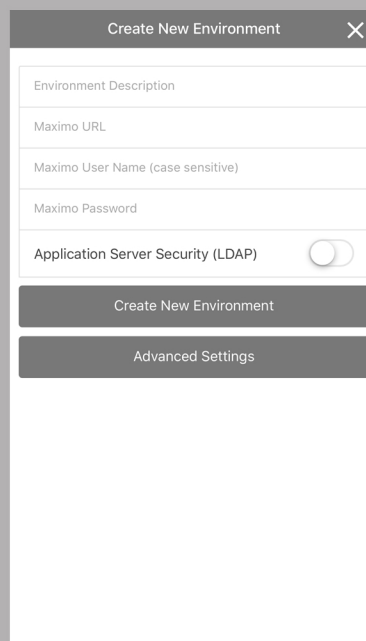 Create New Environment
Environment Description
Maximo URL
Maximo User Name (case sensitive)
Maximo Password
Application Server Security (LDAP)
Create New Environment
Advanced Settings